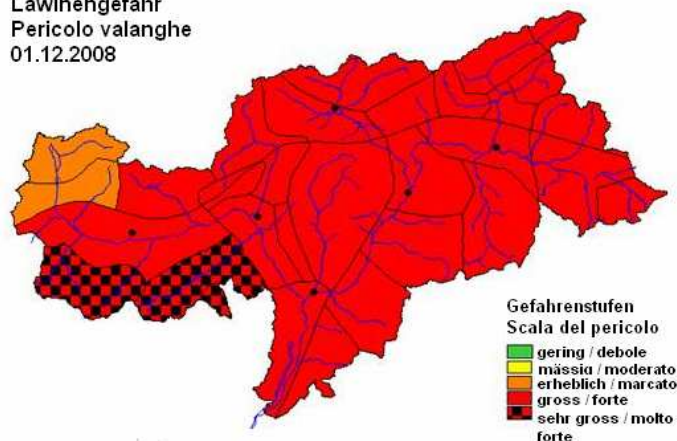 Lawinengefahr
Pericolo valanghe
01.12.2008
Gefahrenstufen
Scala del pericolo
gering / debole
mässig / moderato
erheblich / marcato
gross / forte
sehr gross / molto
forte